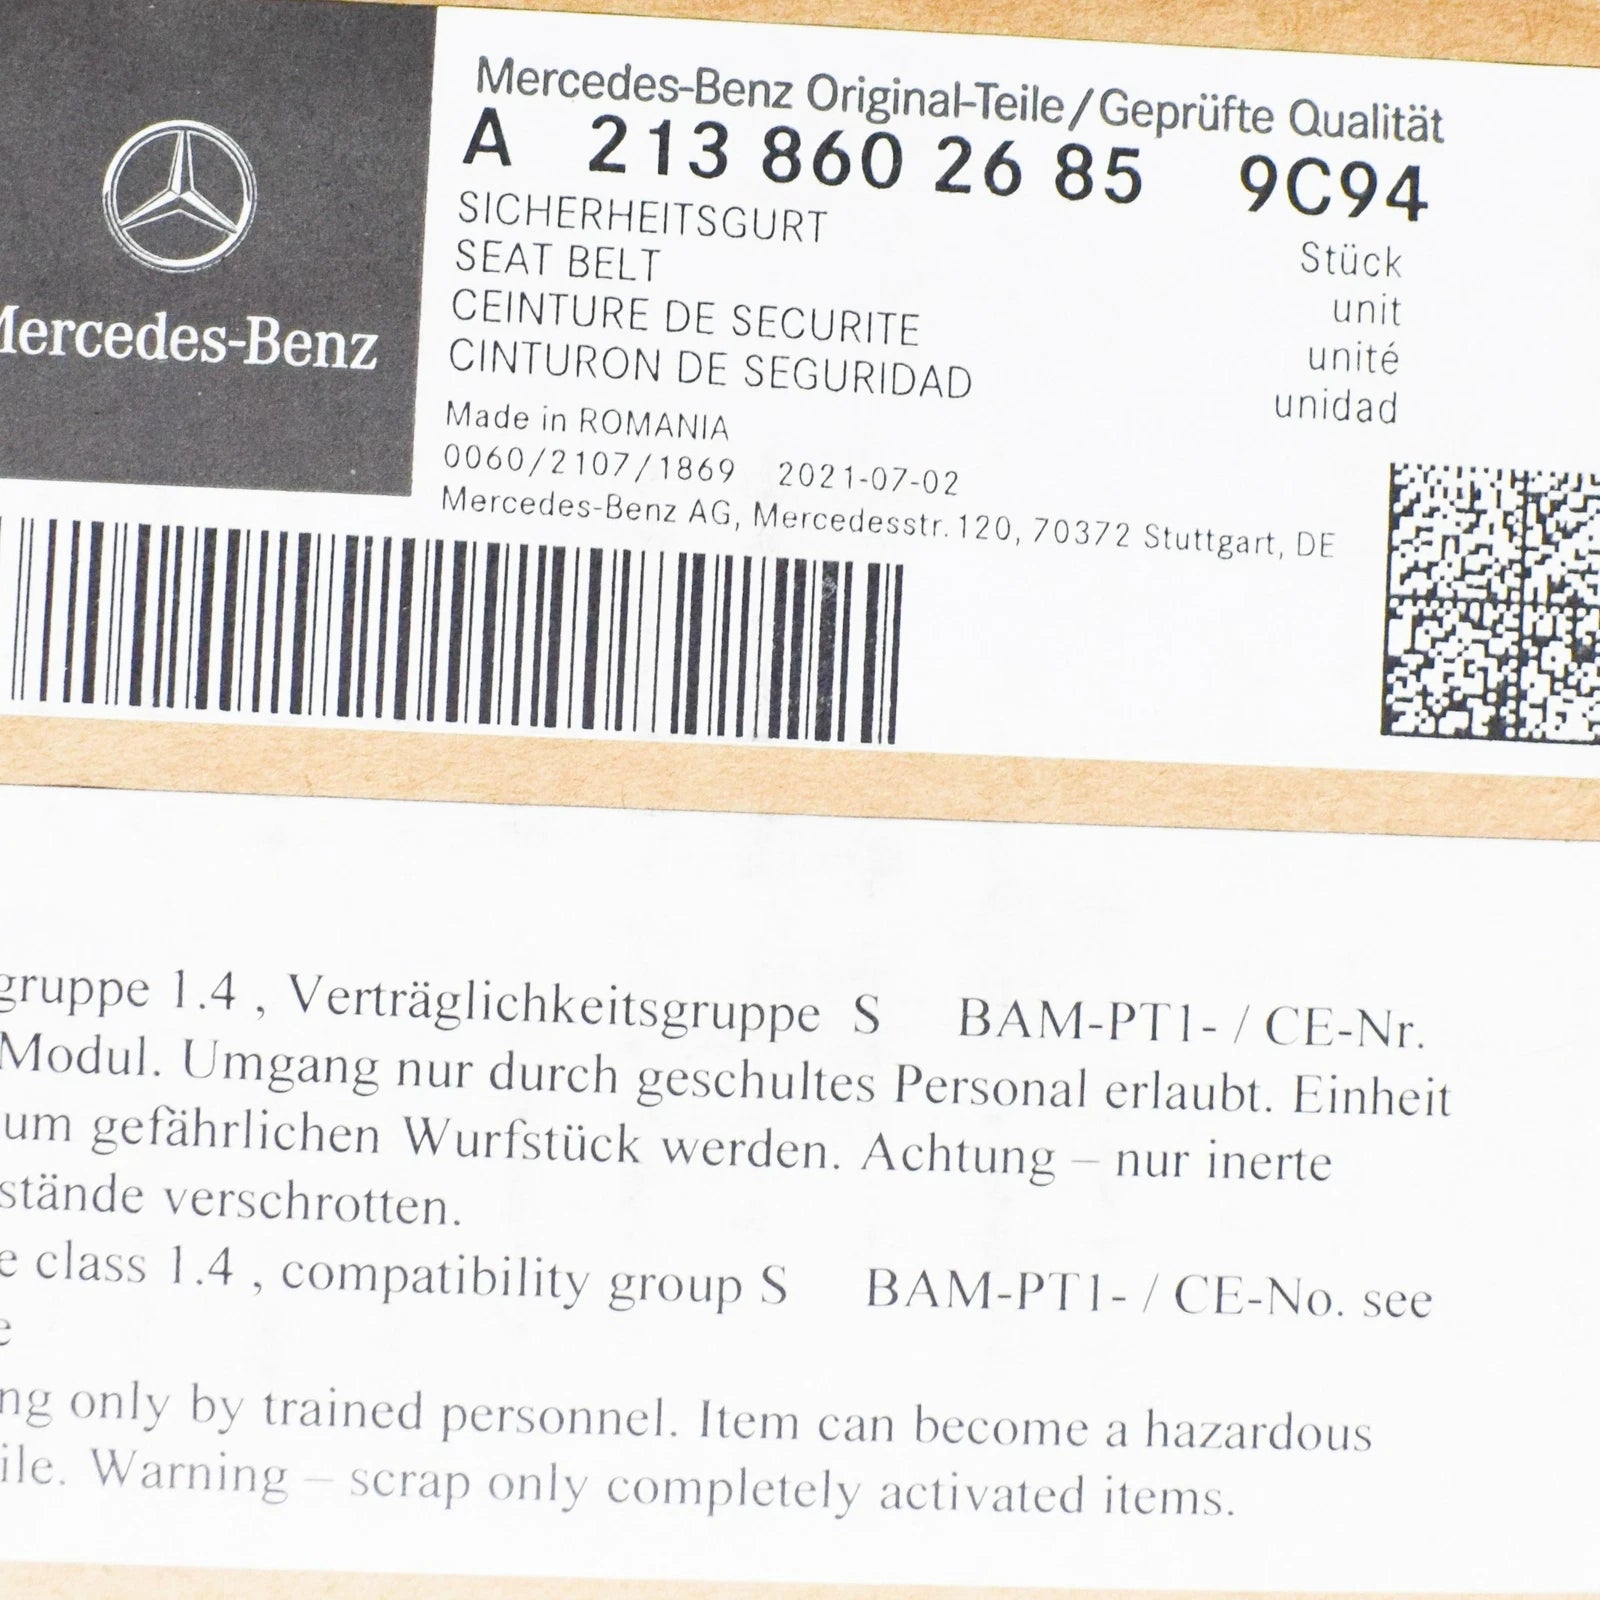 Mercedes-Benz
Mercedes-Benz Original-Teile/Geprüfte Qualität
A 213 860 26 85 9C94
SICHERHEITSGURT Stück
SEAT BELT unit
CEINTURE DE SECURITE unité
CINTURON DE SEGURIDAD unidad
Made in ROMANIA
0060/2107/1869 2021-07-02
Mercedes-Benz AG, Mercedesstr. 120, 70372 Stuttgart, DE
gruppe 1.4 , Verträglichkeitsgruppe S BAM-PT1- / CE-Nr.
Modul. Umgang nur durch geschultes Personal erlaubt. Einheit
um gefährlichen Wurfstück werden. Achtung – nur inerte
stände verschrotten.
e class 1.4 , compatibility group S BAM-PT1- / CE-No. see
e
ng only by trained personnel. Item can become a hazardous
ile. Warning – scrap only completely activated items.